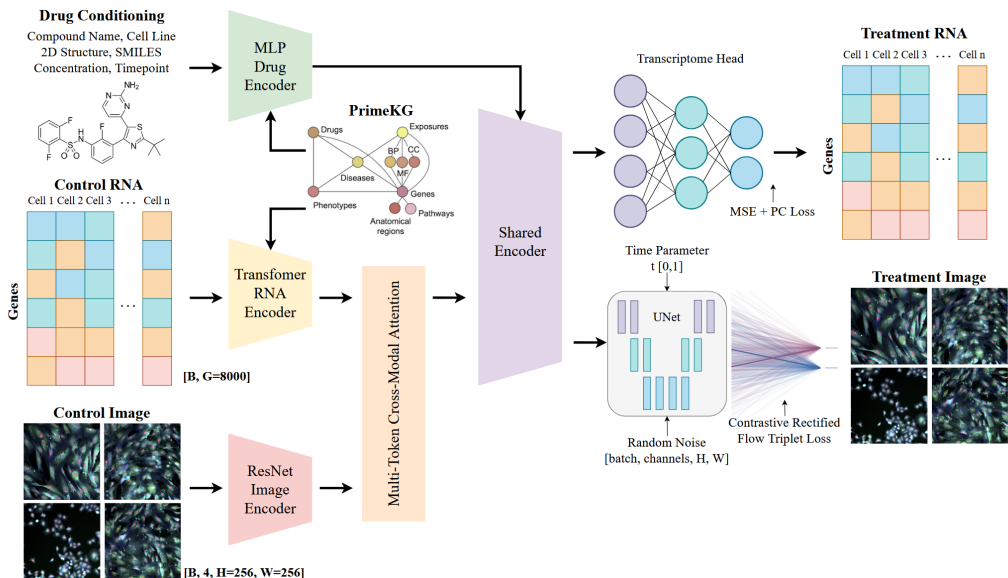 Drug Conditioning
Compound Name, Cell Line
2D Structure, SMILES
Concentration, Timepoint
NH2
N
N
F
S
O
H
N
F
S
O
O
F
N
Control RNA
Cell 1 Cell 2 Cell 3 . . . Cell n
Genes
. . .
[B, G=8000]
Control Image
[B, 4, H=256, W=256]
MLP
Drug
Encoder
PrimeKG
Drugs
Exposures
BP
CC
MF
Diseases
Genes
Phenotypes
Anatomical
regions
Pathways
Transfomer
RNA
Encoder
ResNet
Image
Encoder
Multi-Token Cross-Modal Attention
Shared
Encoder
Transcriptome Head
MSE + PC Loss
Time Parameter
t [0,1]
UNet
Random Noise
[batch, channels, H, W]
Contrastive Rectified
Flow Triplet Loss
Treatment RNA
Cell 1 Cell 2 Cell 3 . . . Cell n
Genes
. . .
Treatment Image